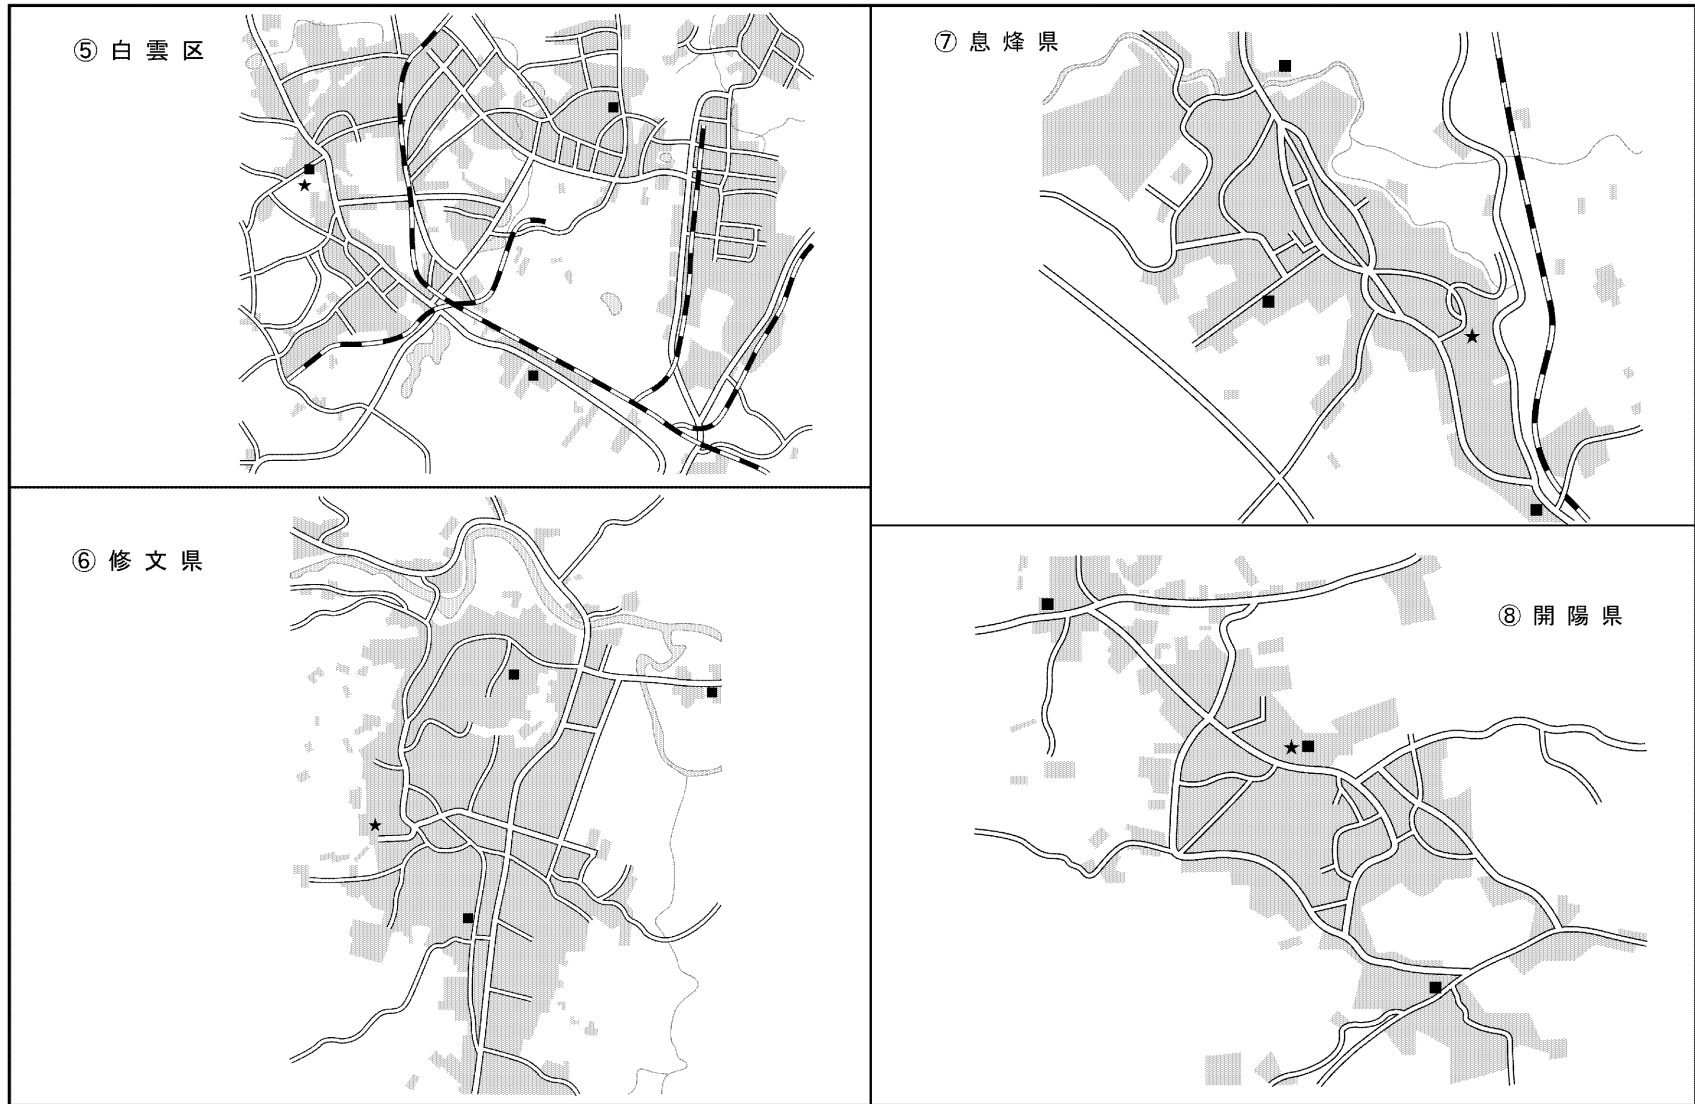 ⑤ 白 雲 区
⑥ 修 文 県
⑦ 息 烽 県
⑧ 開 陽 県